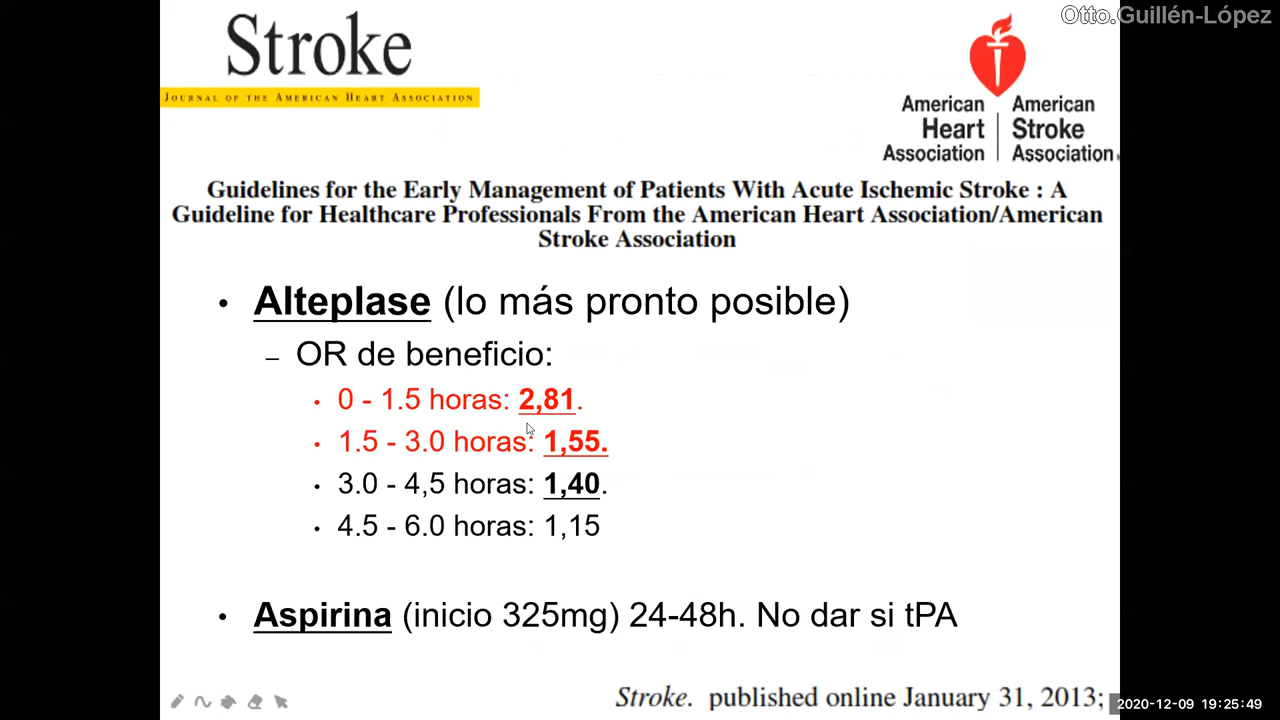 Otto.Guillén-López
Stroke
JOURNAL OF THE AMERICAN HEART ASSOCIATION
American Heart Association
American Stroke Association
Guidelines for the Early Management of Patients With Acute Ischemic Stroke : A
Guideline for Healthcare Professionals From the American Heart Association/American
Stroke Association
• Alteplase (lo más pronto posible)
– OR de beneficio:
• 0 - 1.5 horas: 2,81.
• 1.5 - 3.0 horas: 1,55.
• 3.0 - 4,5 horas: 1,40.
• 4.5 - 6.0 horas: 1,15
• Aspirina (inicio 325mg) 24-48h. No dar si tPA
Stroke. published online January 31, 2013;
2020-12-09 19:25:49